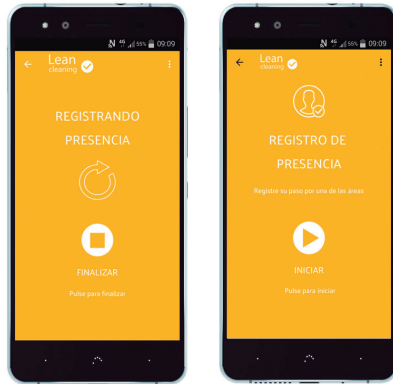 N 4G 55% 09:09
Lean
cleaning
REGISTRANDO
PRESENCIA
FINALIZAR
Pulse para finalizar
N 4G 55% 09:09
Lean
cleaning
REGISTRO DE
PRESENCIA
Registre su paso por una de las áreas
INICIAR
Pulse para iniciar